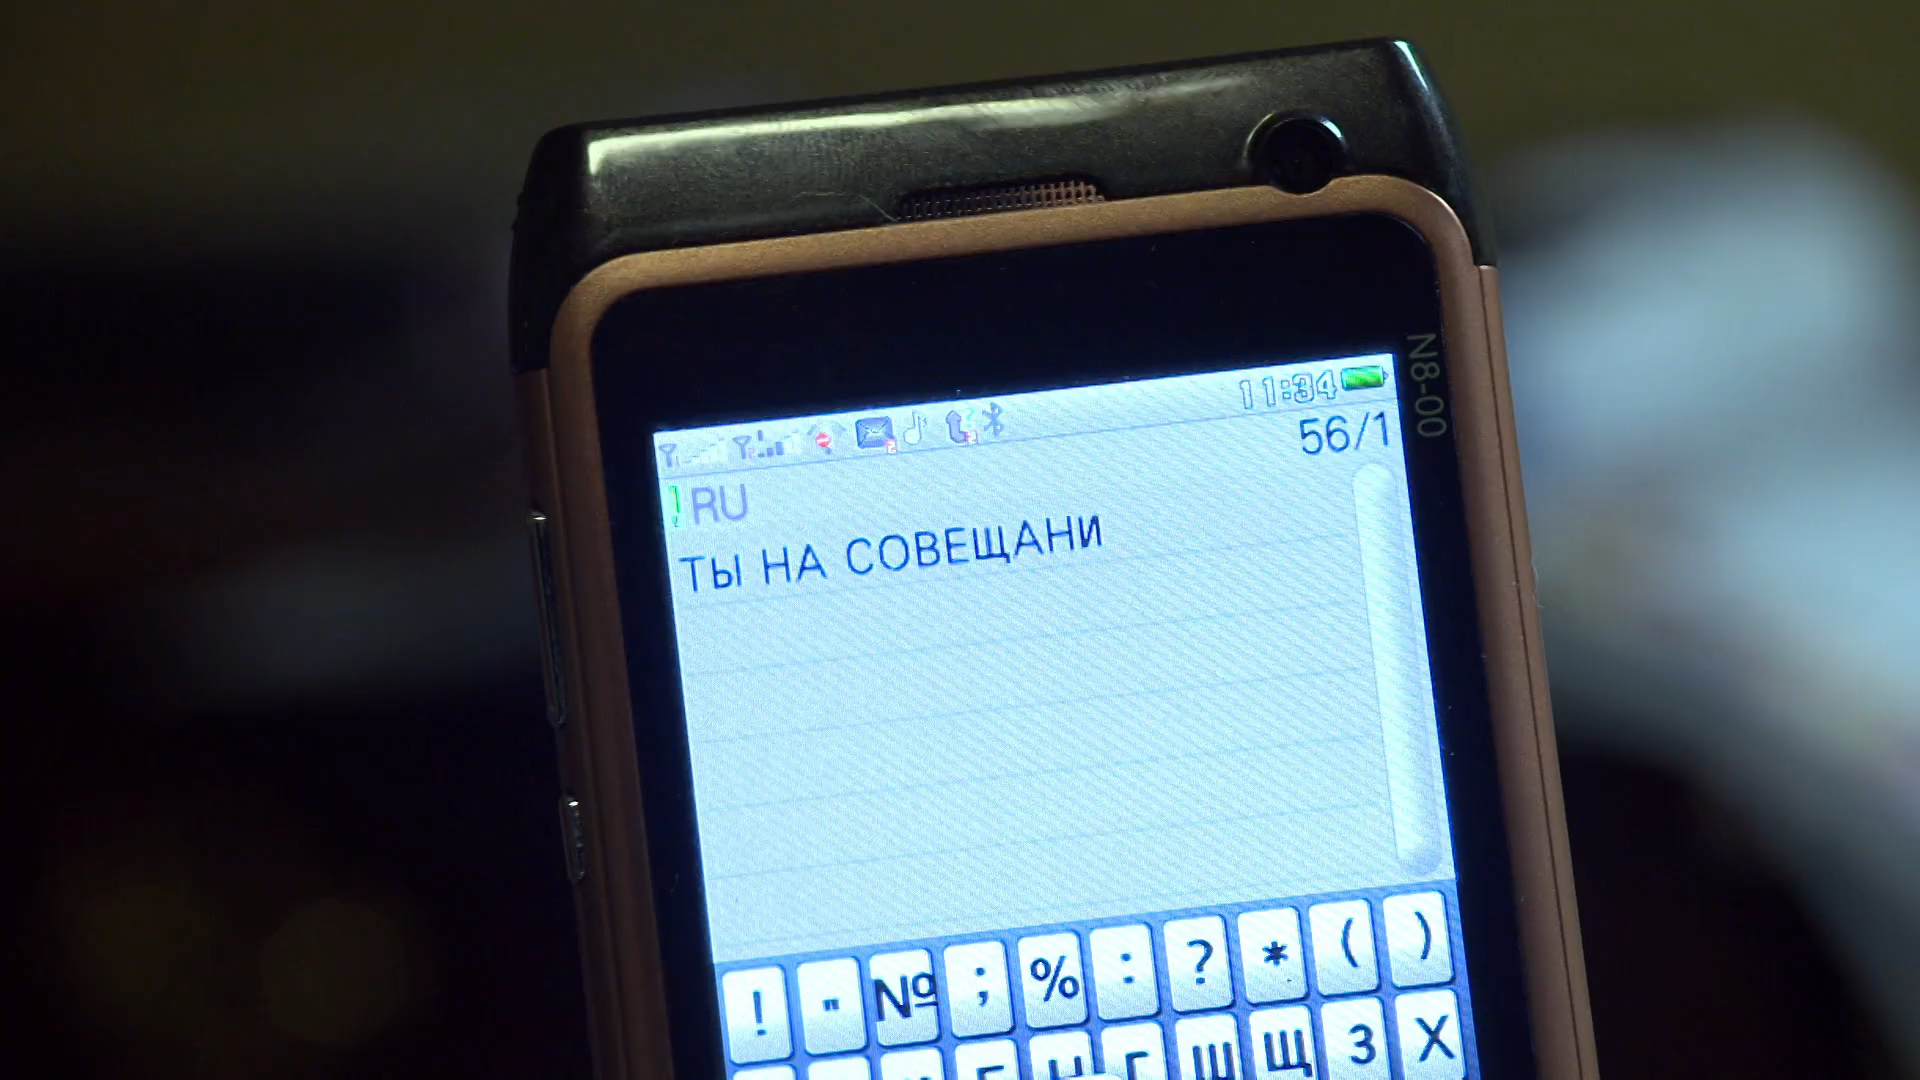 11:34
56/1
RU
ТЫ НА СОВЕЩАНИ
N8-00
! " № ; % : ? * ( )
Г Ш Щ З Х